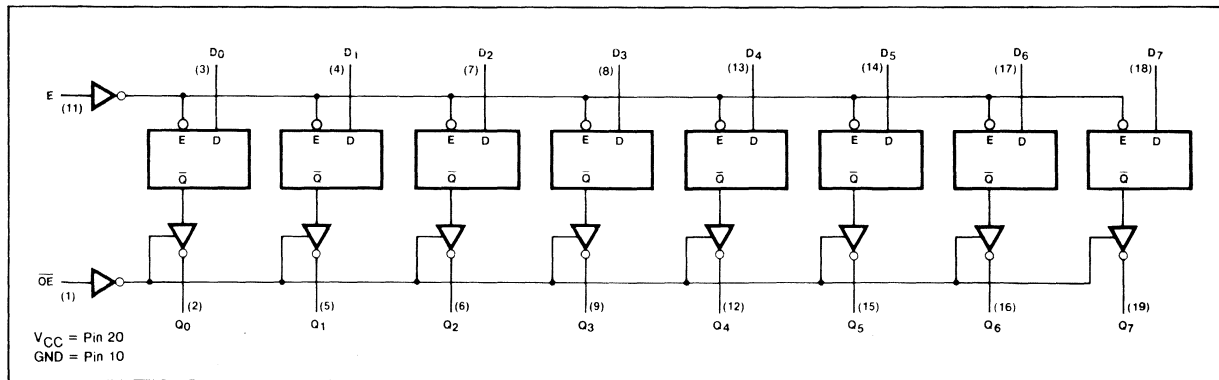 D0 D1 D2 D3 D4 D5 D6 D7
(3) (4) (7) (8) (13) (14) (17) (18)
E
(11)
E D E D E D E D E D E D E D E D
Q̅ Q̅ Q̅ Q̅ Q̅ Q̅ Q̅ Q̅
O̅E̅
(1)
(2) (5) (6) (9) (12) (15) (16) (19)
Q0 Q1 Q2 Q3 Q4 Q5 Q6 Q7
VCC = Pin 20
GND = Pin 10